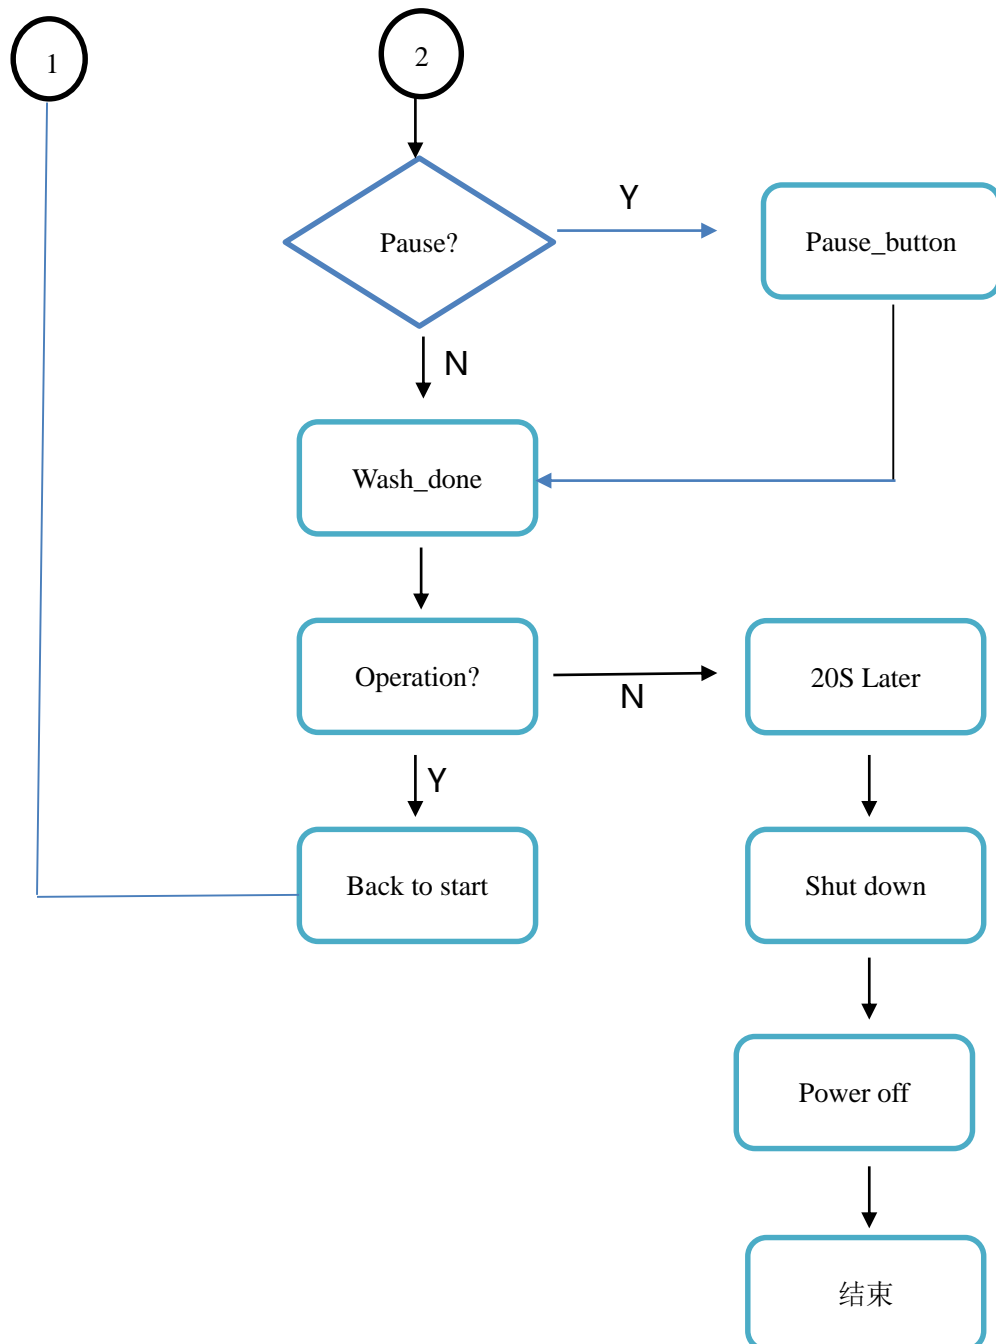 1
2
Pause?
Y
Pause_button
N
Wash_done
Operation?
N
20S Later
Y
Back to start
Shut down
Power off
结束